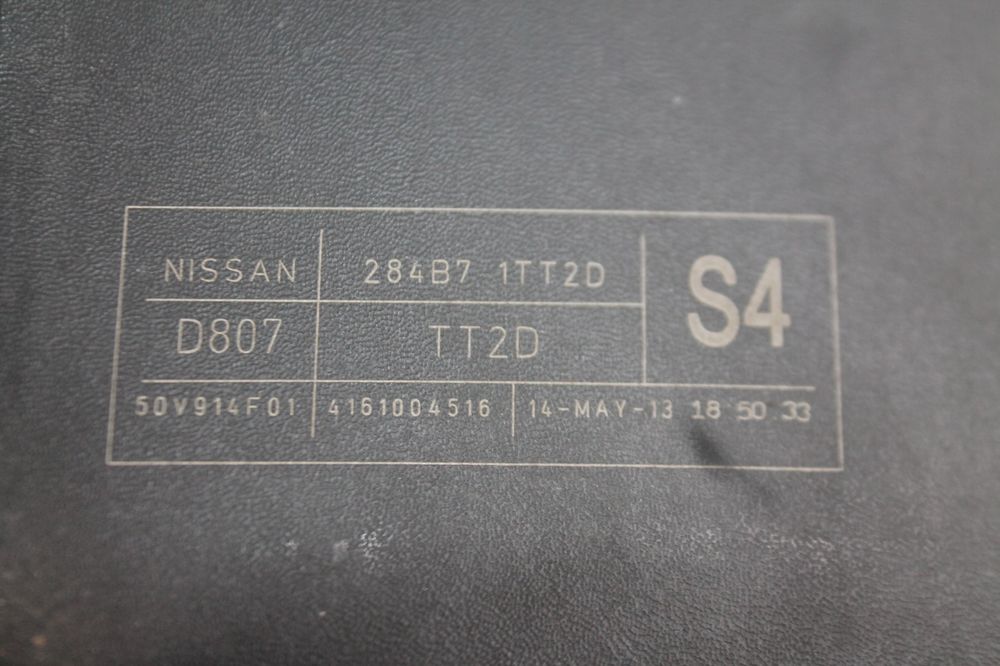 NISSAN 284B7 1TT2D S4
D807 TT2D
50V914F01 4161004516 14-MAY-13 18 50.33